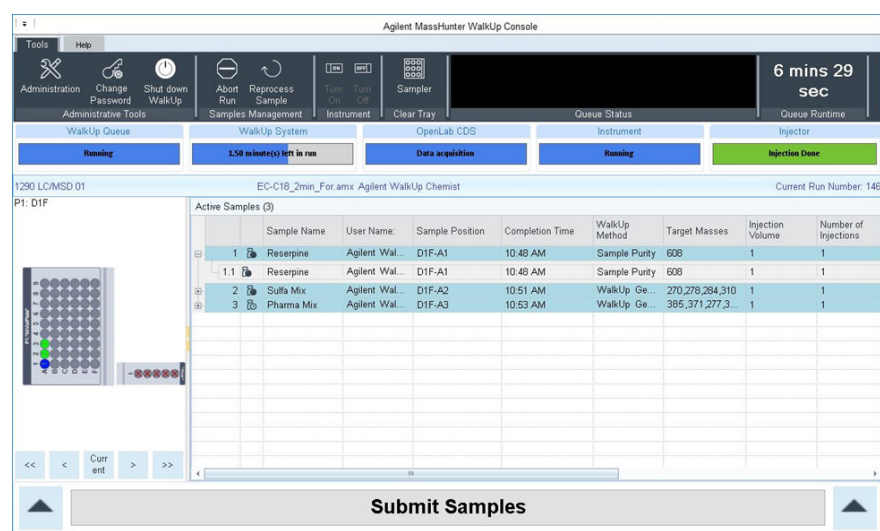 Agilent MassHunter WalkUp Console
Tools Help
Administration Change Password Shut down WalkUp Abort Run Reprocess Sample Turn On Turn Off Sampler
6 mins 29 sec
Administrative Tools Samples Management Instrument Clear Tray Queue Status Queue Runtime
WalkUp Queue WalkUp System OpenLab CDS Instrument Injector
Running 1.50 minute(s) left in run Data acquisition Running Injection Done
1290 LC/MSD 01 EC-C18_2min_For.amx Agilent WalkUp Chemist Current Run Number: 146
P1: D1F Active Samples (3)
Sample Name User Name: Sample Position Completion Time WalkUp Method Target Masses Injection Volume Number of Injections
1 Reserpine Agilent Wal... D1F-A1 10:48 AM Sample Purity 608 1 1
1.1 Reserpine Agilent Wal... D1F-A1 10:48 AM Sample Purity 608 1 1
2 Sulfa Mix Agilent Wal... D1F-A2 10:51 AM WalkUp Ge... 270,278,284,310 1 1
3 Pharma Mix Agilent Wal... D1F-A3 10:53 AM WalkUp Ge... 385,371,277,3... 1 1
<< < Curr ent > >>
Submit Samples